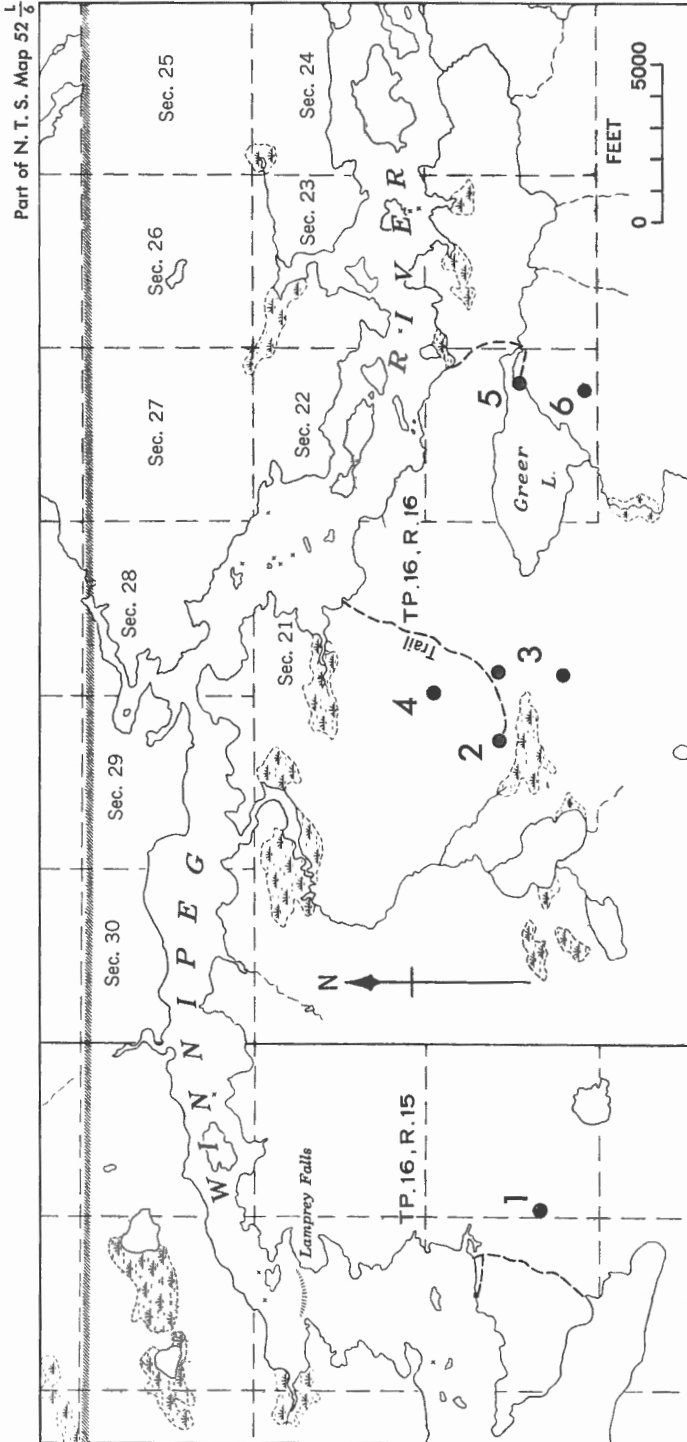 Part of N. T. S. Map 52 L/6
Sec. 30
Sec. 29
Sec. 28
Sec. 27
Sec. 26
Sec. 25
Sec. 21
Sec. 22
Sec. 23
Sec. 24
WINNIPEG
RIVER
Lamprey Falls
N
TP.16, R.15
TP.16, R.16
Trail
Greer
L.
1
2
3
4
5
6
FEET
0 5000